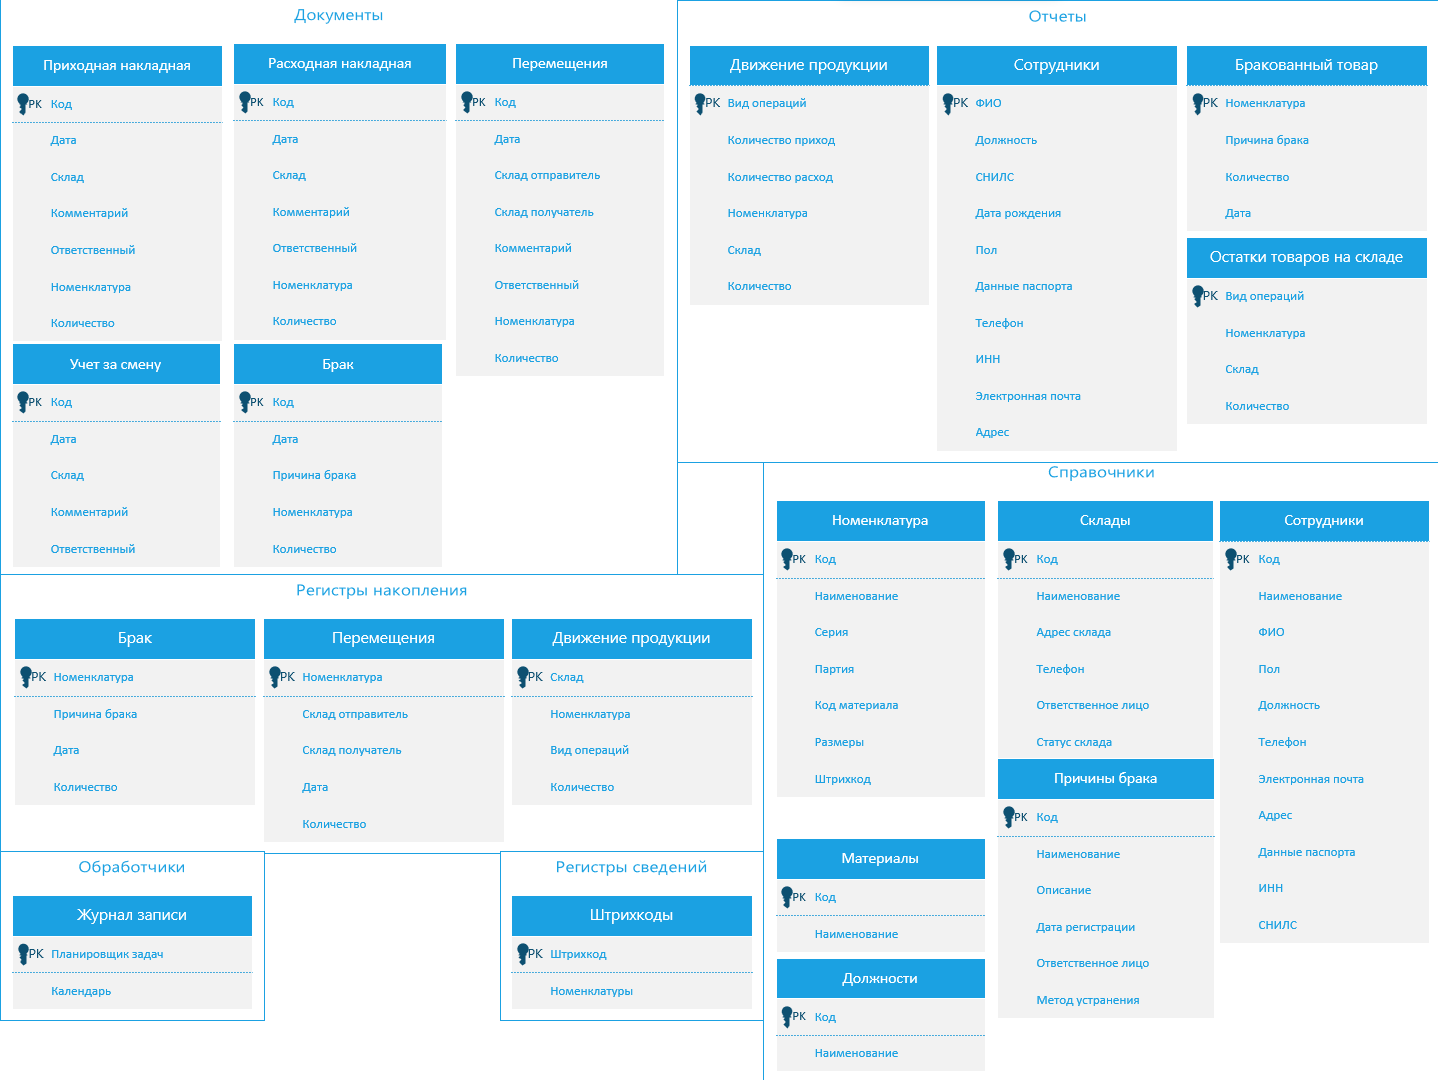 Документы
Приходная накладная
PK Код
Дата
Склад
Комментарий
Ответственный
Номенклатура
Количество
Расходная накладная
PK Код
Дата
Склад
Комментарий
Ответственный
Номенклатура
Количество
Перемещения
PK Код
Дата
Склад отправитель
Склад получатель
Комментарий
Ответственный
Номенклатура
Количество
Учет за смену
PK Код
Дата
Склад
Комментарий
Ответственный
Брак
PK Код
Дата
Причина брака
Номенклатура
Количество
Отчеты
Движение продукции
PK Вид операций
Количество приход
Количество расход
Номенклатура
Склад
Количество
Сотрудники
PK ФИО
Должность
СНИЛС
Дата рождения
Пол
Данные паспорта
Телефон
ИНН
Электронная почта
Адрес
Бракованный товар
PK Номенклатура
Причина брака
Количество
Дата
Остатки товаров на складе
PK Вид операций
Номенклатура
Склад
Количество
Регистры накопления
Брак
PK Номенклатура
Причина брака
Дата
Количество
Перемещения
PK Номенклатура
Склад отправитель
Склад получатель
Дата
Количество
Движение продукции
PK Склад
Номенклатура
Вид операций
Количество
Обработчики
Журнал записи
PK Планировщик задач
Календарь
Регистры сведений
Штрихкоды
PK Штрихкод
Номенклатуры
Справочники
Номенклатура
PK Код
Наименование
Серия
Партия
Код материала
Размеры
Штрихкод
Склады
PK Код
Наименование
Адрес склада
Телефон
Ответственное лицо
Статус склада
Сотрудники
PK Код
Наименование
ФИО
Пол
Должность
Телефон
Электронная почта
Адрес
Данные паспорта
ИНН
СНИЛС
Причины брака
PK Код
Наименование
Описание
Дата регистрации
Ответственное лицо
Метод устранения
Материалы
PK Код
Наименование
Должности
PK Код
Наименование